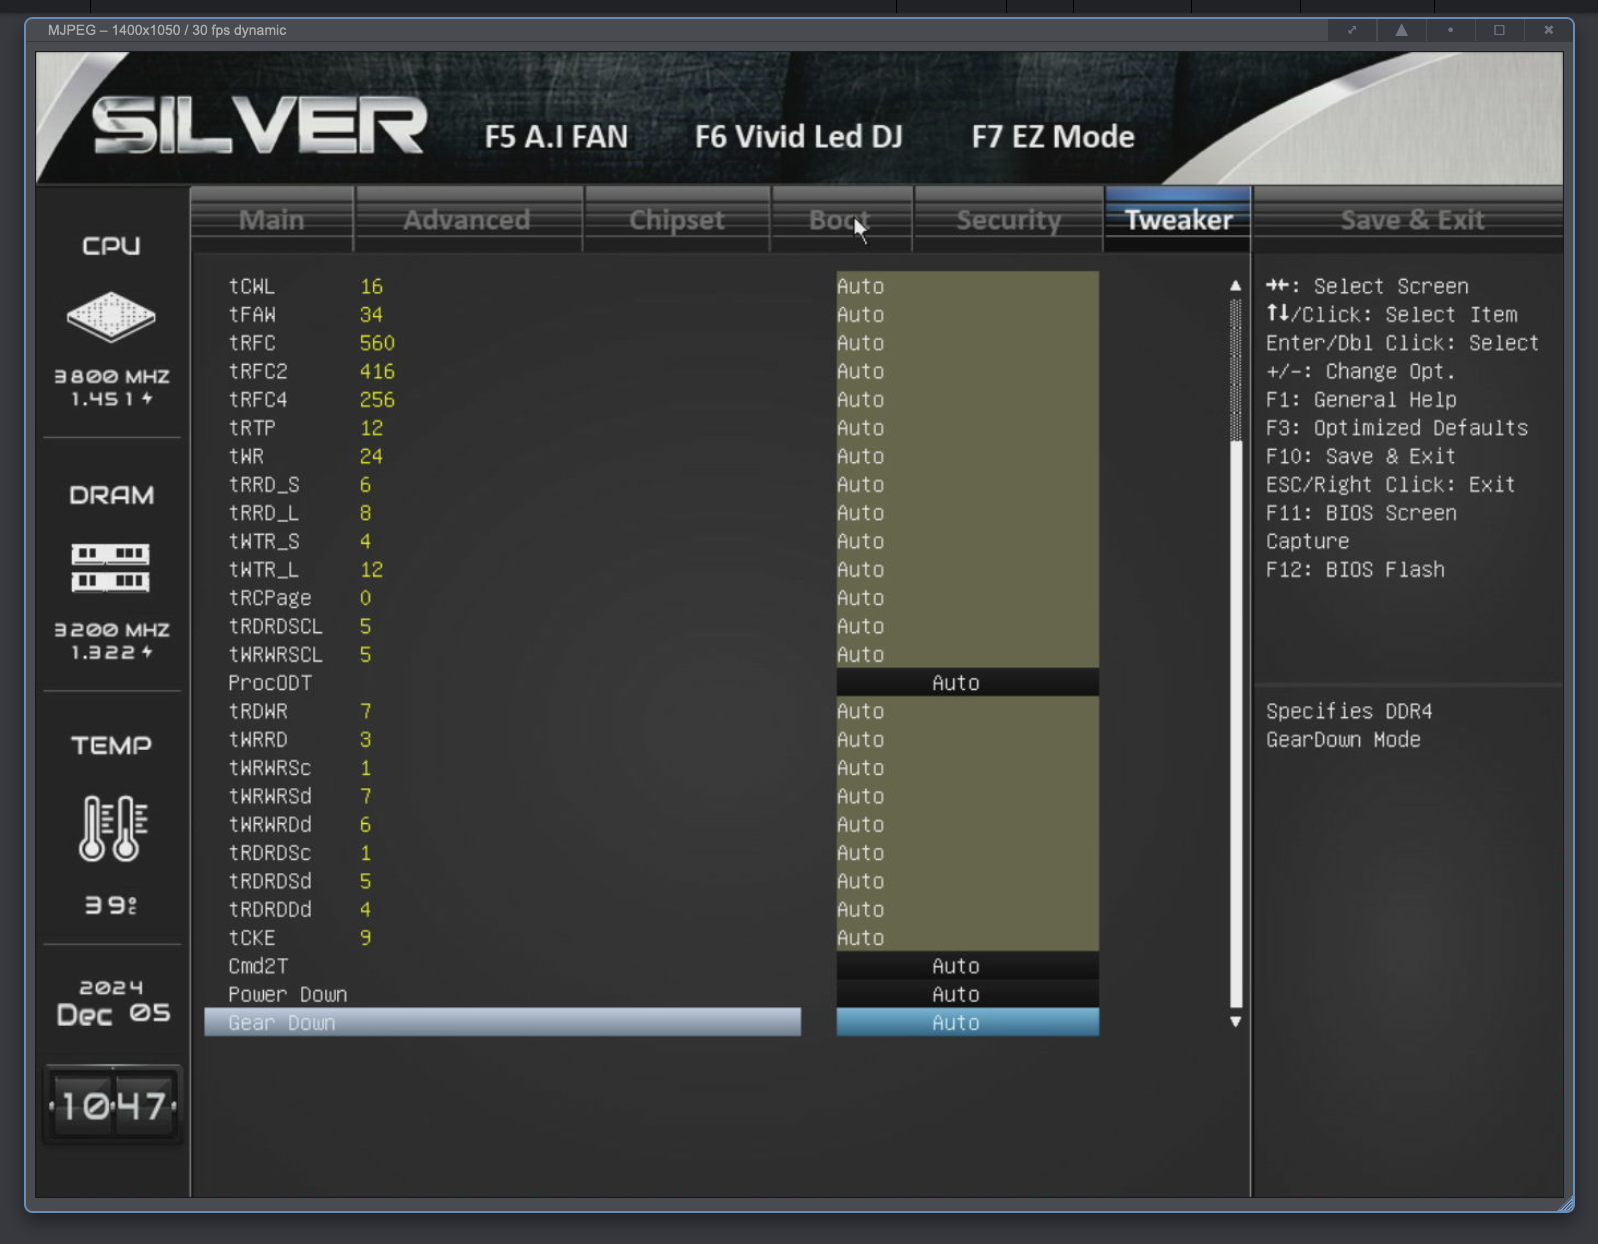 MJPEG – 1400x1050 / 30 fps dynamic
SILVER
F5 A.I FAN
F6 Vivid Led DJ
F7 EZ Mode
Main
Advanced
Chipset
Boot
Security
Tweaker
Save & Exit
CPU
3800 MHZ
1.451
DRAM
3200 MHZ
1.322
TEMP
39°C
2024
Dec 05
10:47
tCWL 16 Auto
tFAW 34 Auto
tRFC 560 Auto
tRFC2 416 Auto
tRFC4 256 Auto
tRTP 12 Auto
tWR 24 Auto
tRRD_S 6 Auto
tRRD_L 8 Auto
tWTR_S 4 Auto
tWTR_L 12 Auto
tRCPage 0 Auto
tRDRDSCL 5 Auto
tWRWRSCL 5 Auto
ProcODT Auto
tRDWR 7 Auto
tWRRD 3 Auto
tWRWRSc 1 Auto
tWRWRSd 7 Auto
tWRWRDd 6 Auto
tRDRDSc 1 Auto
tRDRDSd 5 Auto
tRDRDDd 4 Auto
tCKE 9 Auto
Cmd2T Auto
Power Down Auto
Gear Down Auto
→←: Select Screen
↑↓/Click: Select Item
Enter/Dbl Click: Select
+/-: Change Opt.
F1: General Help
F3: Optimized Defaults
F10: Save & Exit
ESC/Right Click: Exit
F11: BIOS Screen
Capture
F12: BIOS Flash
Specifies DDR4
GearDown Mode